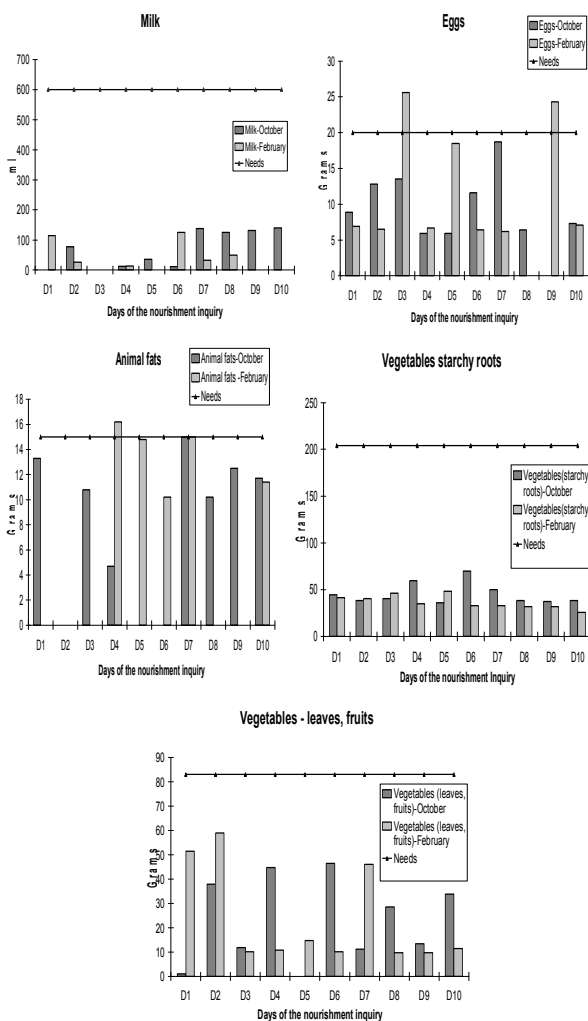 Milk
700
600
500
400
300
200
100
0
ml
Milk-October
Milk-February
Needs
D1 D2 D3 D4 D5 D6 D7 D8 D9 D10
Days of the nourishment inquiry
Eggs
Eggs-October
Eggs-February
Needs
30
25
20
15
10
5
0
Grams
D1 D2 D3 D4 D5 D6 D7 D8 D9 D10
Days of the nourishment inquiry
Animal fats
Animal fats-October
Animal fats -February
Needs
18
16
14
12
10
8
6
4
2
0
Grams
D1 D2 D3 D4 D5 D6 D7 D8 D9 D10
Days of the nourishment inquiry
Vegetables starchy roots
250
200
150
100
50
0
Grams
Vegetables(starchy
roots)-October
Vegetables(starchy
roots)-February
Needs
D1 D2 D3 D4 D5 D6 D7 D8 D9 D10
Days of the nourishment Inquiry
Vegetables - leaves, fruits
90
80
70
60
50
40
30
20
10
0
Grams
Vegetables (leaves,
fruits)-October
Vegetables (leaves,
fruits)-February
Needs
D1 D2 D3 D4 D5 D6 D7 D8 D9 D10
Days of the nourishment inquiry